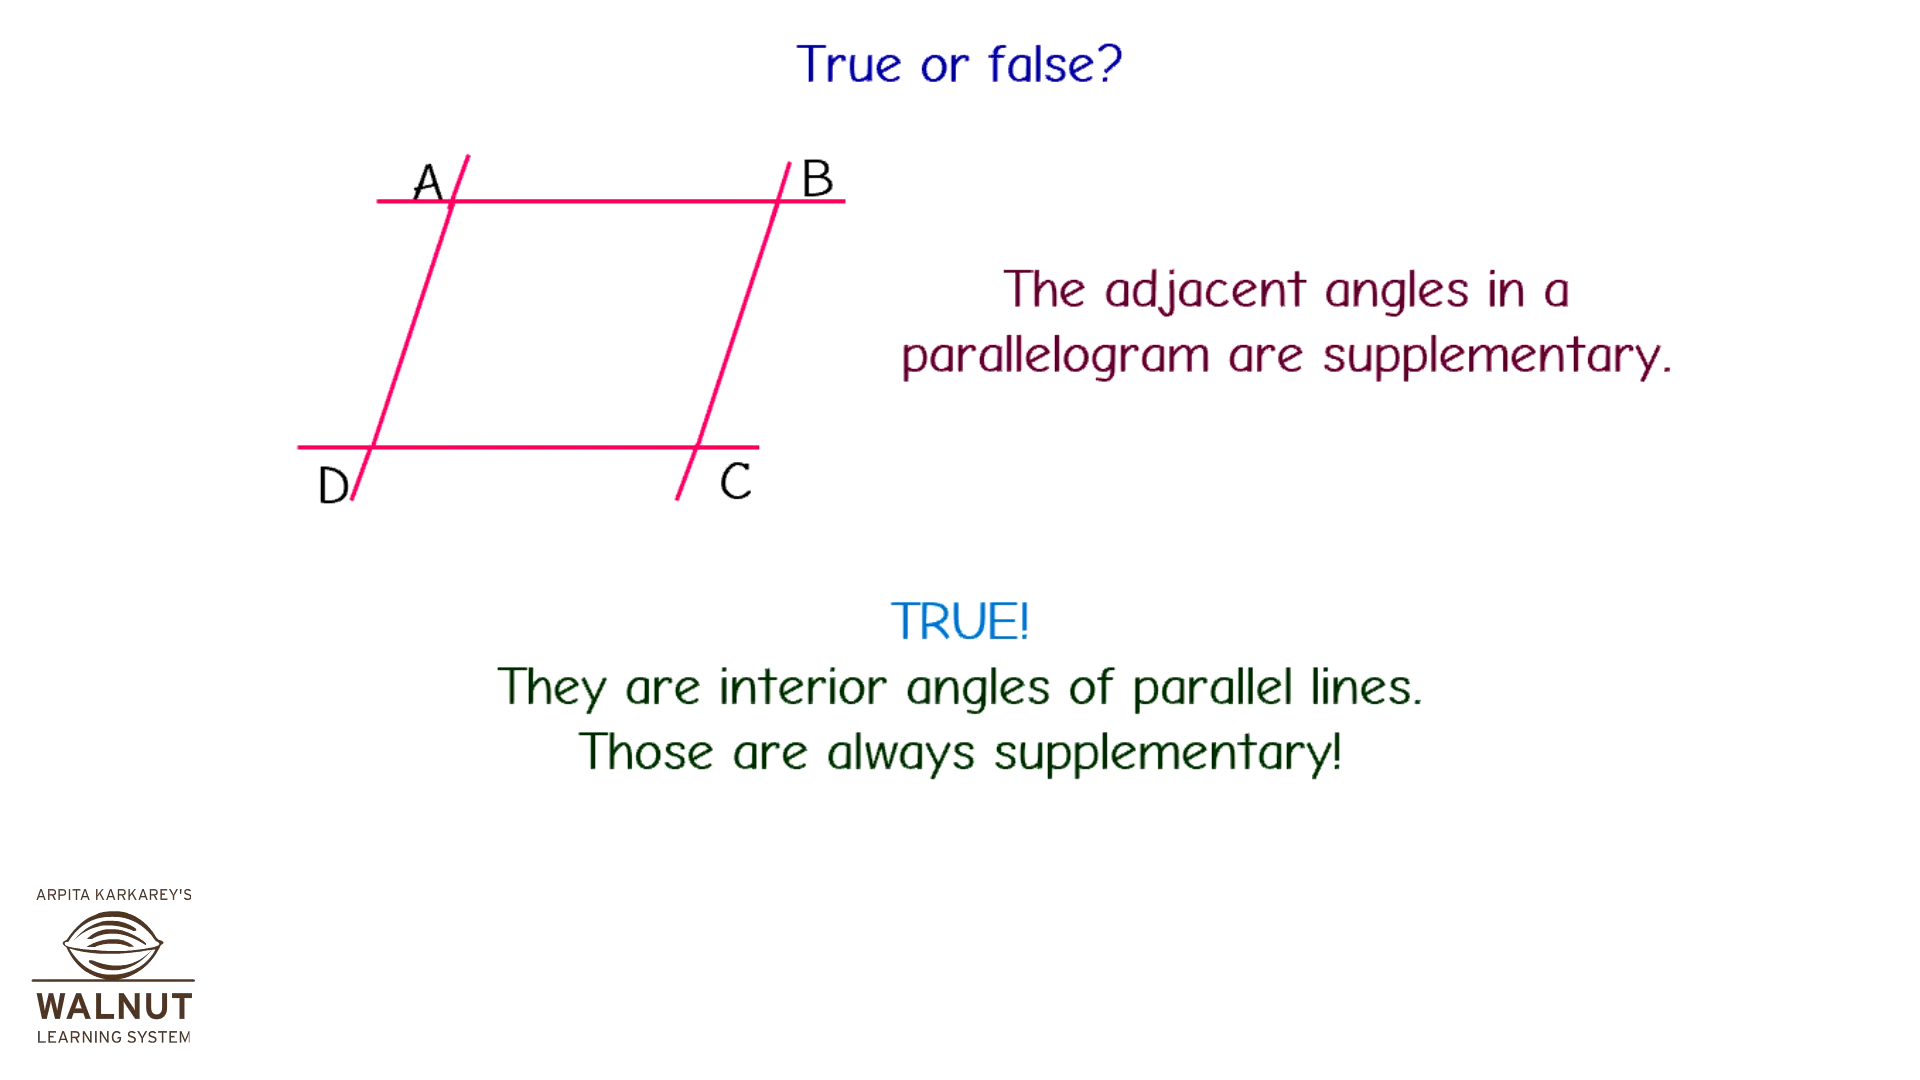 True or false?
A
B
The adjacent angles in a
parallelogram are supplementary.
D
C
TRUE!
They are interior angles of parallel lines.
Those are always supplementary!
ARPITA KARKAREY'S
WALNUT
LEARNING SYSTEM